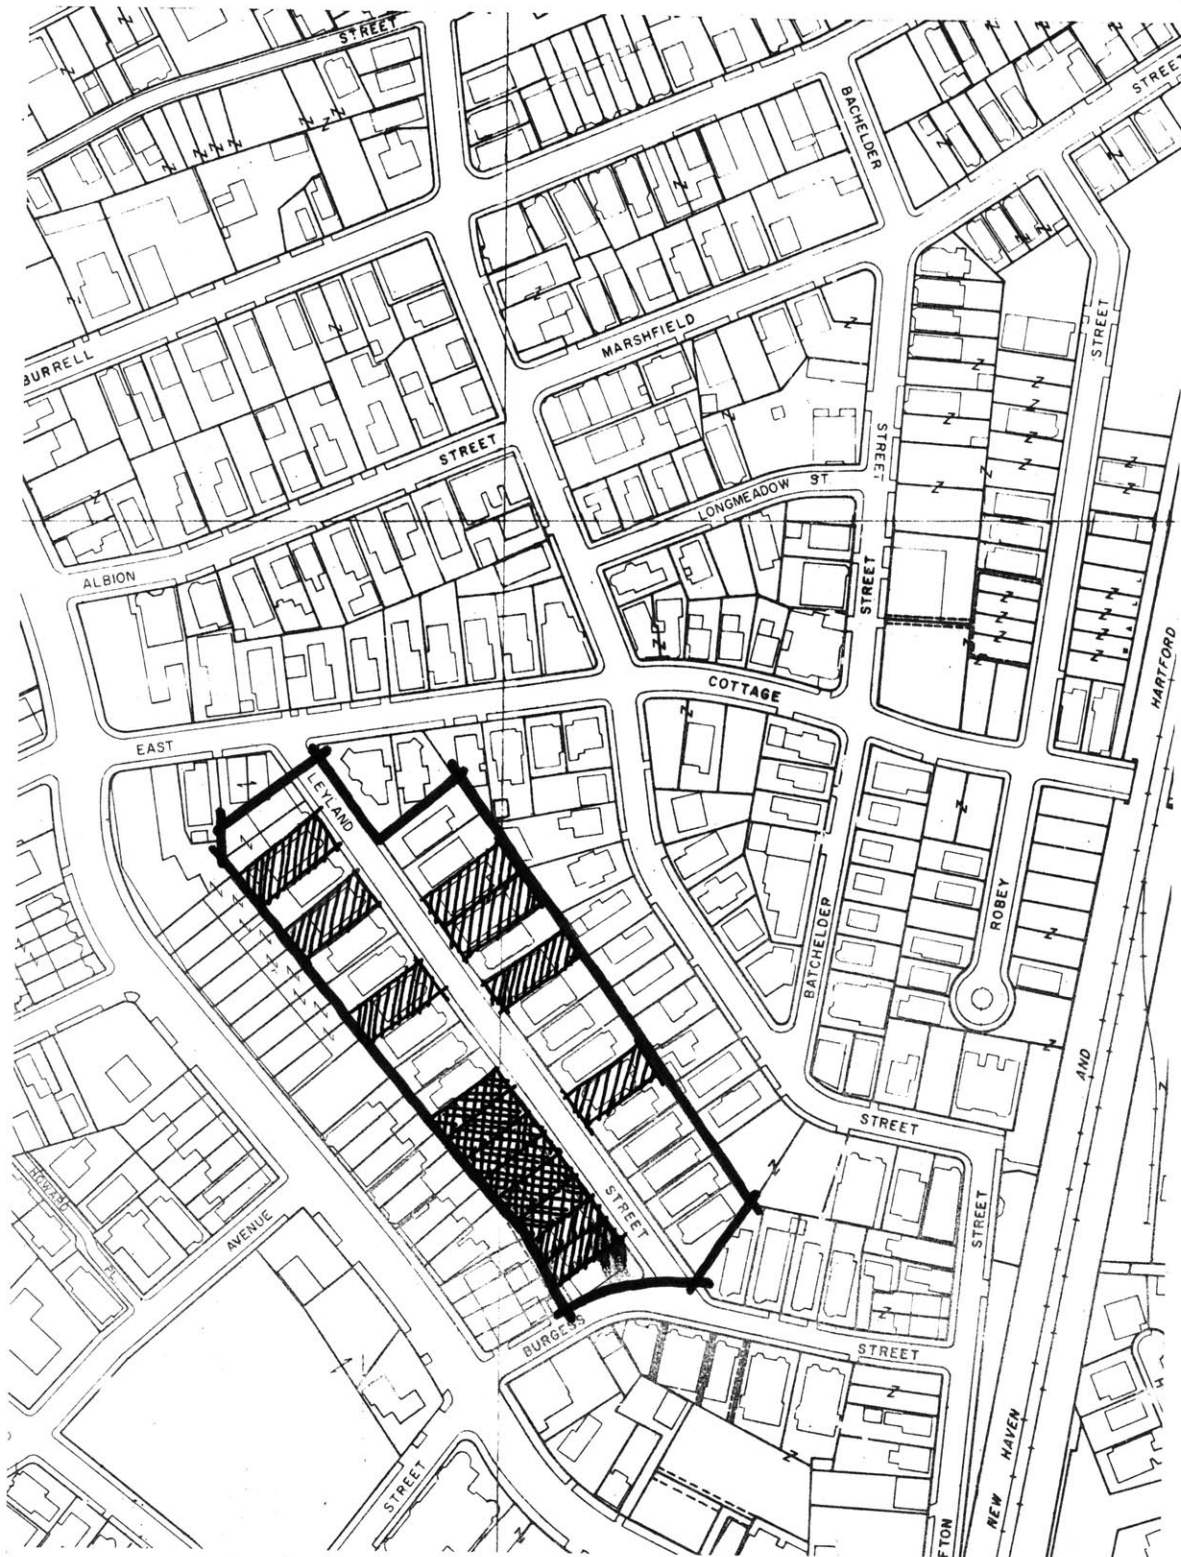 STREET
BACHELDER
STREET
BURRELL
MARSHFIELD
STREET
STREET
STREET
LONGMEADOW ST
ALBION
STREET
HARTFORD
COTTAGE
EAST
LEYLAND
ROBEY
BATCHELDER
AND
STREET
HOWARD
AVENUE
STREET
STREET
BURGESS
STREET
NEW HAVEN
STREET
FTON